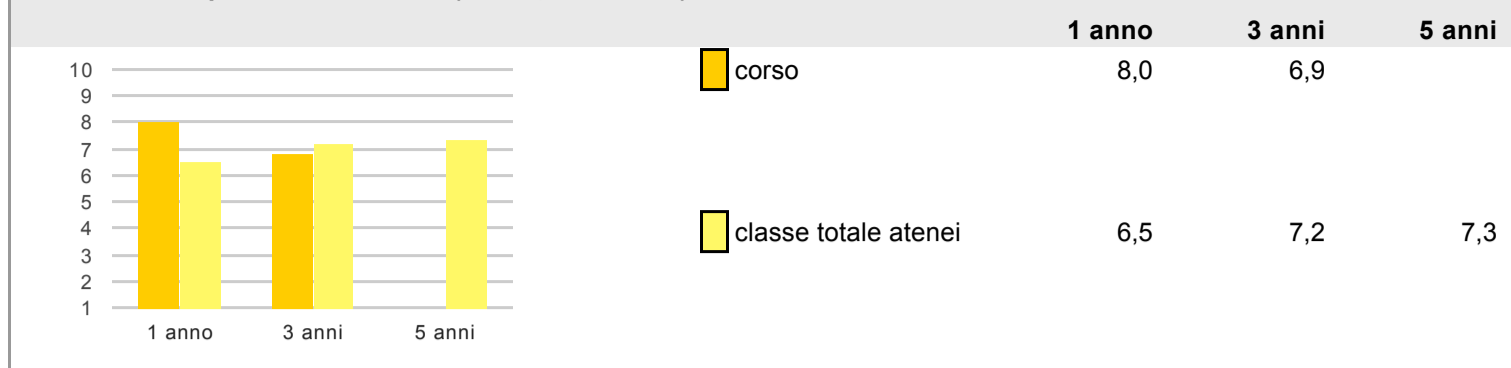 1 anno 3 anni 5 anni
10
9
8
7
6
5
4
3
2
1
1 anno 3 anni 5 anni
corso 8,0 6,9
classe totale atenei 6,5 7,2 7,3